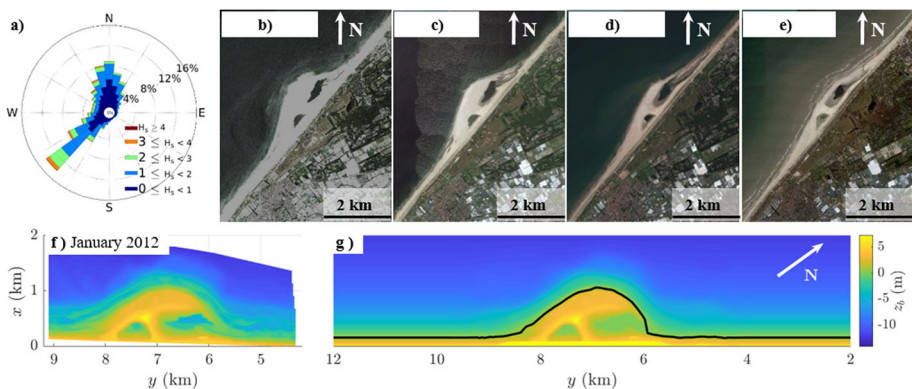 a)
N
16%
12%
8%
4%
0%
W
E
S
H_S ≥ 4
3 ≤ H_S < 4
2 ≤ H_S < 3
1 ≤ H_S < 2
0 ≤ H_S < 1
b)
N
2 km
c)
N
2 km
d)
N
2 km
e)
N
2 km
f ) January 2012
x (km)
2
1
0
9 8 7 6 5
y (km)
g )
N
12 10 8 6 4 2
y (km)
5
0
-5
-10
z_b (m)